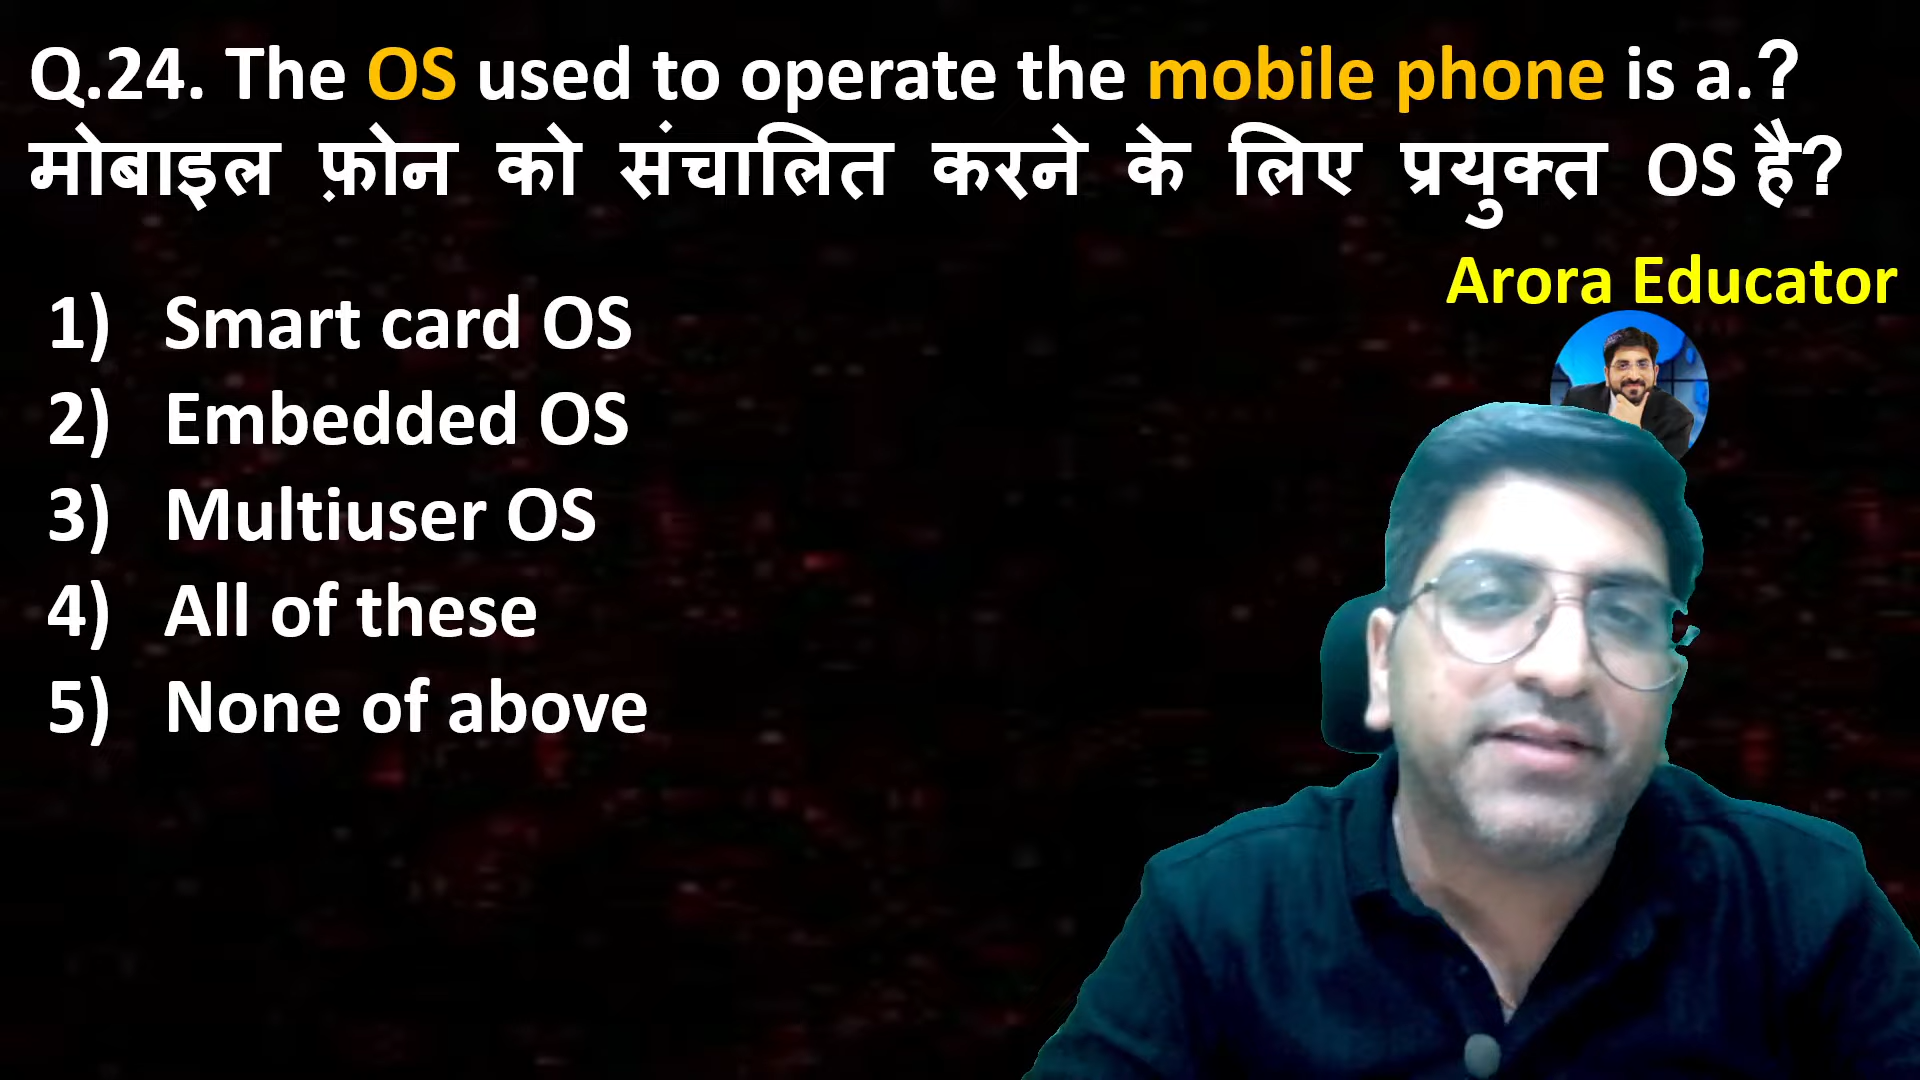 Q.24. The OS used to operate the mobile phone is a.?
मोबाइल फ़ोन को संचालित करने के लिए प्रयुक्त OS है?
Arora Educator
1) Smart card OS
2) Embedded OS
3) Multiuser OS
4) All of these
5) None of above